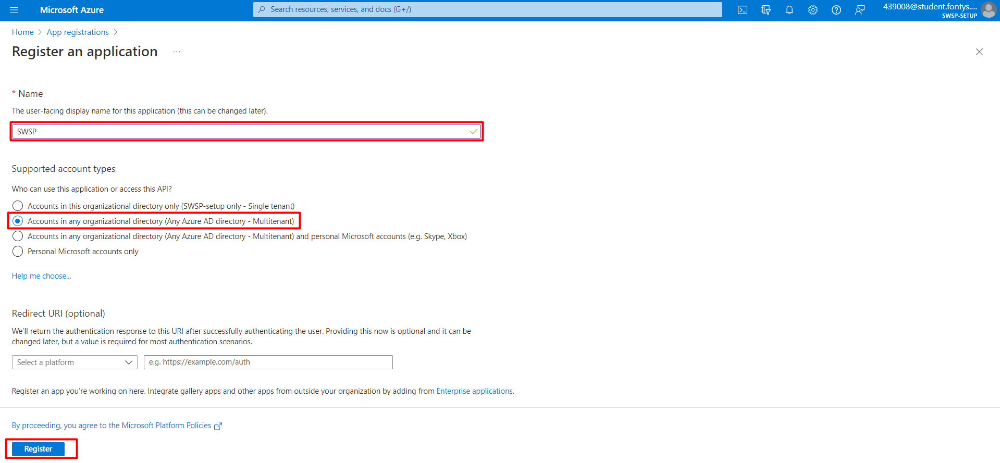 Microsoft Azure
Search resources, services, and docs (G+/)
439008@student.fontys....
SWSP-SETUP
Home > App registrations >
Register an application ...
* Name
The user-facing display name for this application (this can be changed later).
SWSP
Supported account types
Who can use this application or access this API?
Accounts in this organizational directory only (SWSP-setup only - Single tenant)
Accounts in any organizational directory (Any Azure AD directory - Multitenant)
Accounts in any organizational directory (Any Azure AD directory - Multitenant) and personal Microsoft accounts (e.g. Skype, Xbox)
Personal Microsoft accounts only
Help me choose...
Redirect URI (optional)
We'll return the authentication response to this URI after successfully authenticating the user. Providing this now is optional and it can be
changed later, but a value is required for most authentication scenarios.
Select a platform
e.g. https://example.com/auth
Register an app you're working on here. Integrate gallery apps and other apps from outside your organization by adding from Enterprise applications.
By proceeding, you agree to the Microsoft Platform Policies
Register